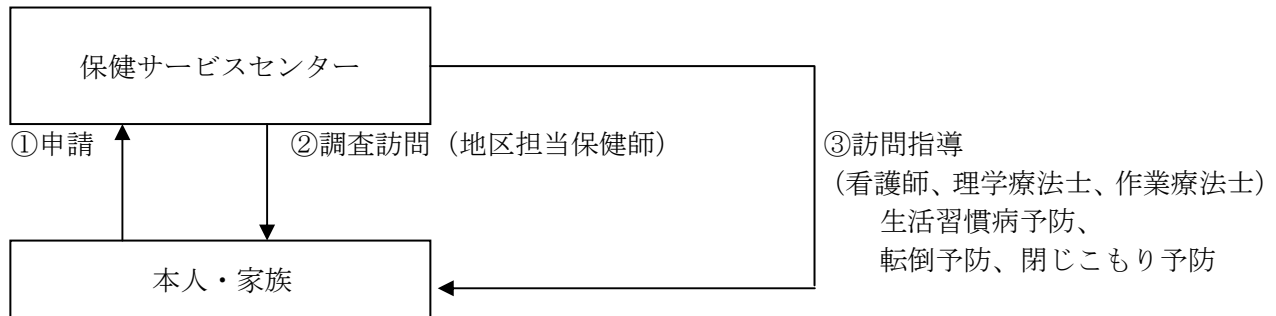 保健サービスセンター
①申請
②調査訪問（地区担当保健師）
③訪問指導
（看護師、理学療法士、作業療法士）
生活習慣病予防、
転倒予防、閉じこもり予防
本人・家族